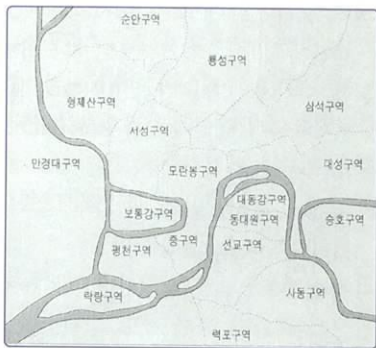 순안구역
룡성구역
형제산구역
삼석구역
서성구역
만경대구역
모란봉구역
대성구역
대동강구역
보통강구역
동대원구역
승호구역
중구역
선교구역
평천구역
락랑구역
사동구역
력포구역